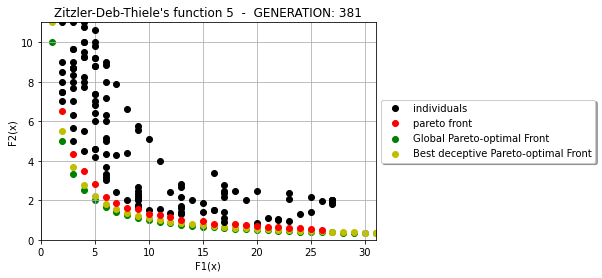 Zitzler-Deb-Thiele's function 5 - GENERATION: 381
F2(x)
10
8
6
4
2
0
0 5 10 15 20 25 30
F1(x)
individuals
pareto front
Global Pareto-optimal Front
Best deceptive Pareto-optimal Front